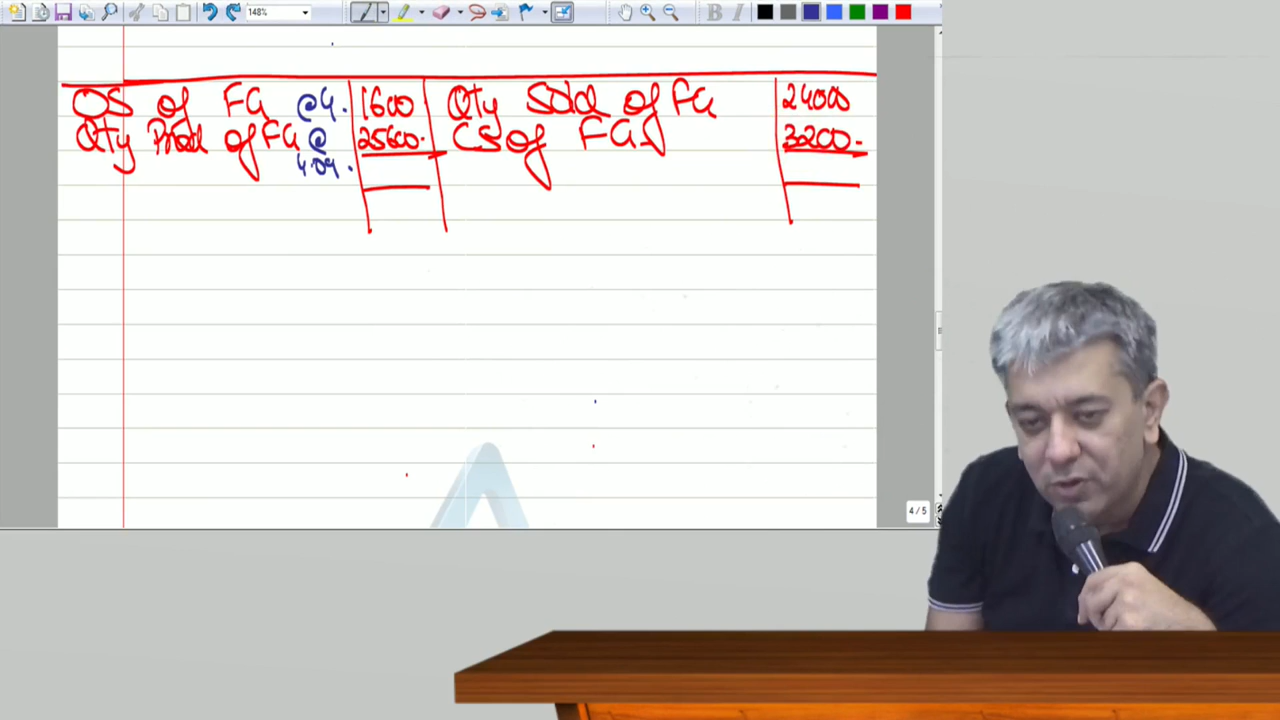 148%
B I
OS of FG @4. 1600 Qty Sold of FG 24000
Qty Prod of FG @ 25600. CS of FG 3200.
4.04.
4 / 5